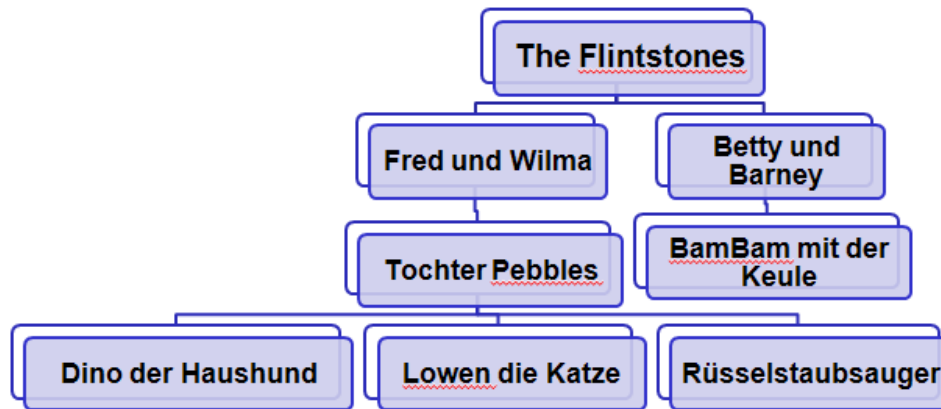 The Flintstones
Fred und Wilma
Betty und
Barney
Tochter Pebbles
BamBam mit der
Keule
Dino der Haushund
Lowen die Katze
Rüsselstaubsauger